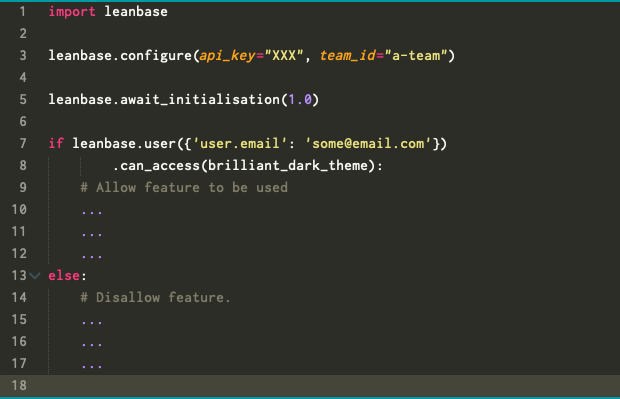 1 import leanbase
2
3 leanbase.configure(api_key="XXX", team_id="a-team")
4
5 leanbase.await_initialisation(1.0)
6
7 if leanbase.user({'user.email': 'some@email.com'})
8 .can_access(brilliant_dark_theme):
9 # Allow feature to be used
10 ...
11 ...
12 ...
13 else:
14 # Disallow feature.
15 ...
16 ...
17 ...
18